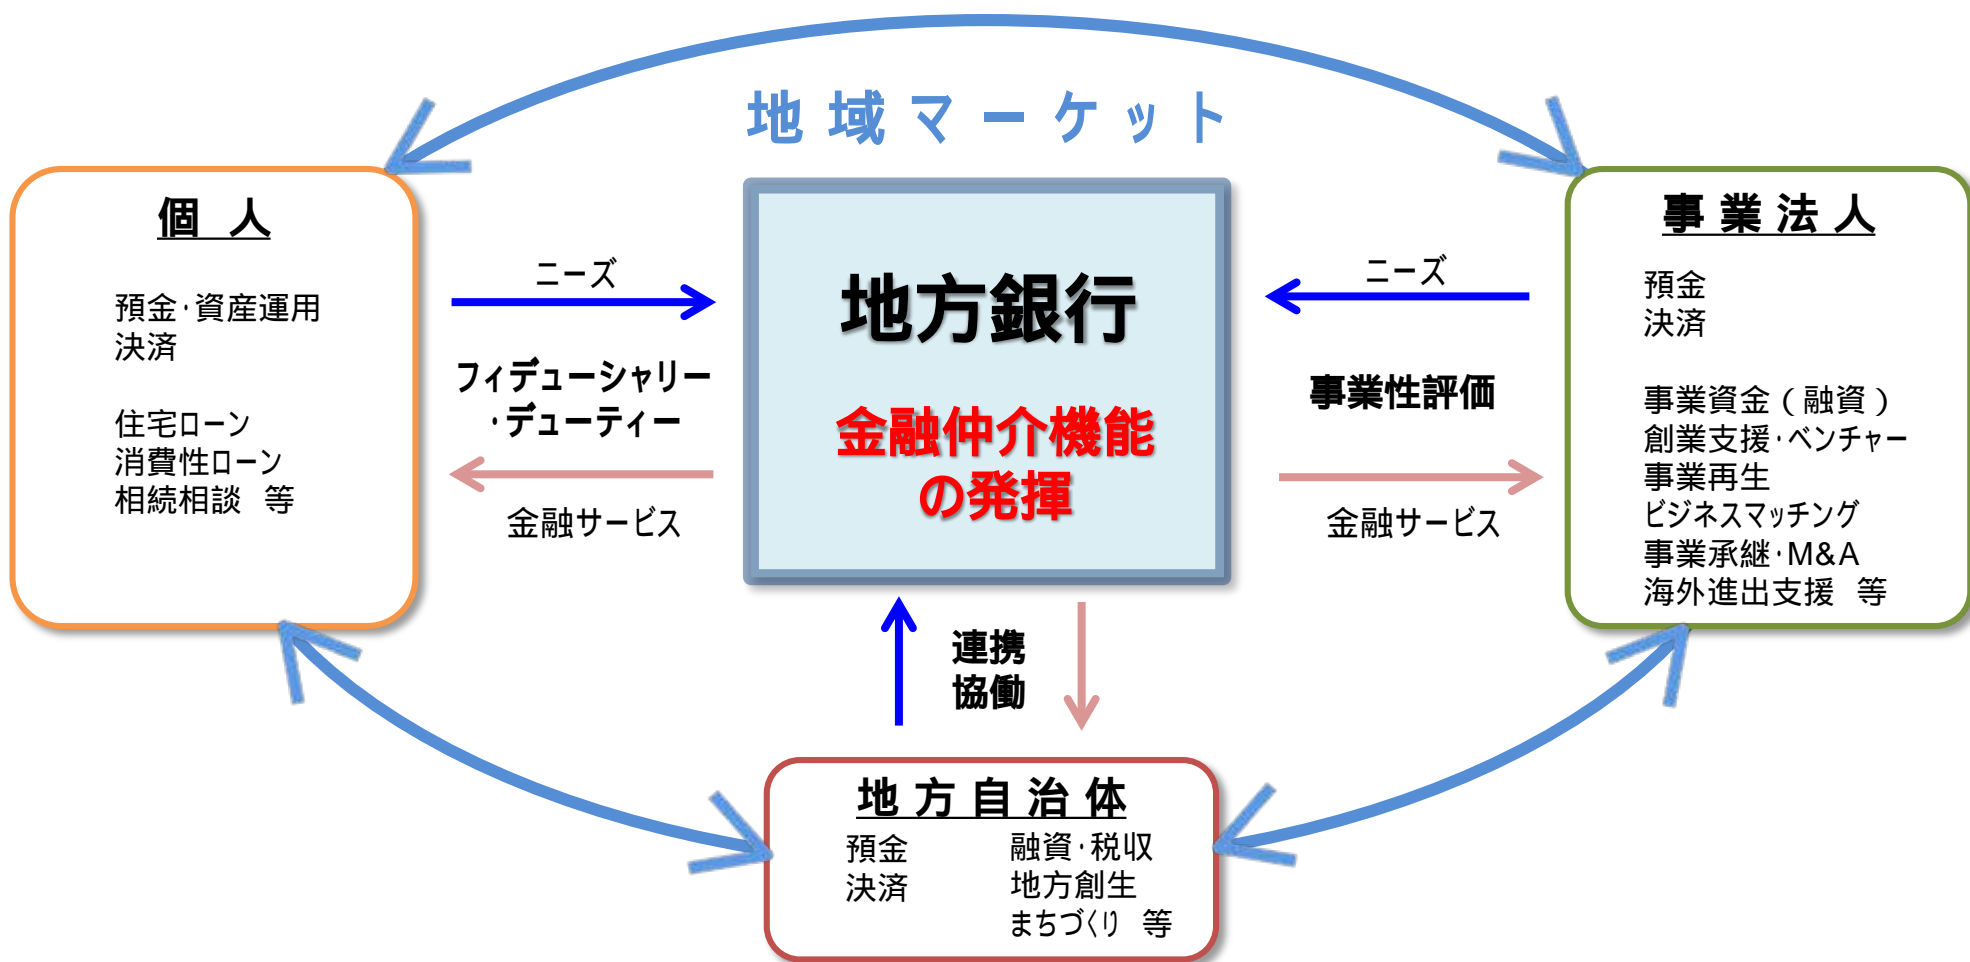 地域マーケット
個人
預金・資産運用
決済
住宅ローン
消費性ローン
相続相談 等
ニーズ
フィデューシャリー
・デューティー
金融サービス
地方銀行
金融仲介機能
の発揮
ニーズ
事業性評価
金融サービス
事業法人
預金
決済
事業資金（融資）
創業支援・ベンチャー
事業再生
ビジネスマッチング
事業承継・M&A
海外進出支援 等
連携
協働
地方自治体
預金
決済
融資・税収
地方創生
まちづくり 等